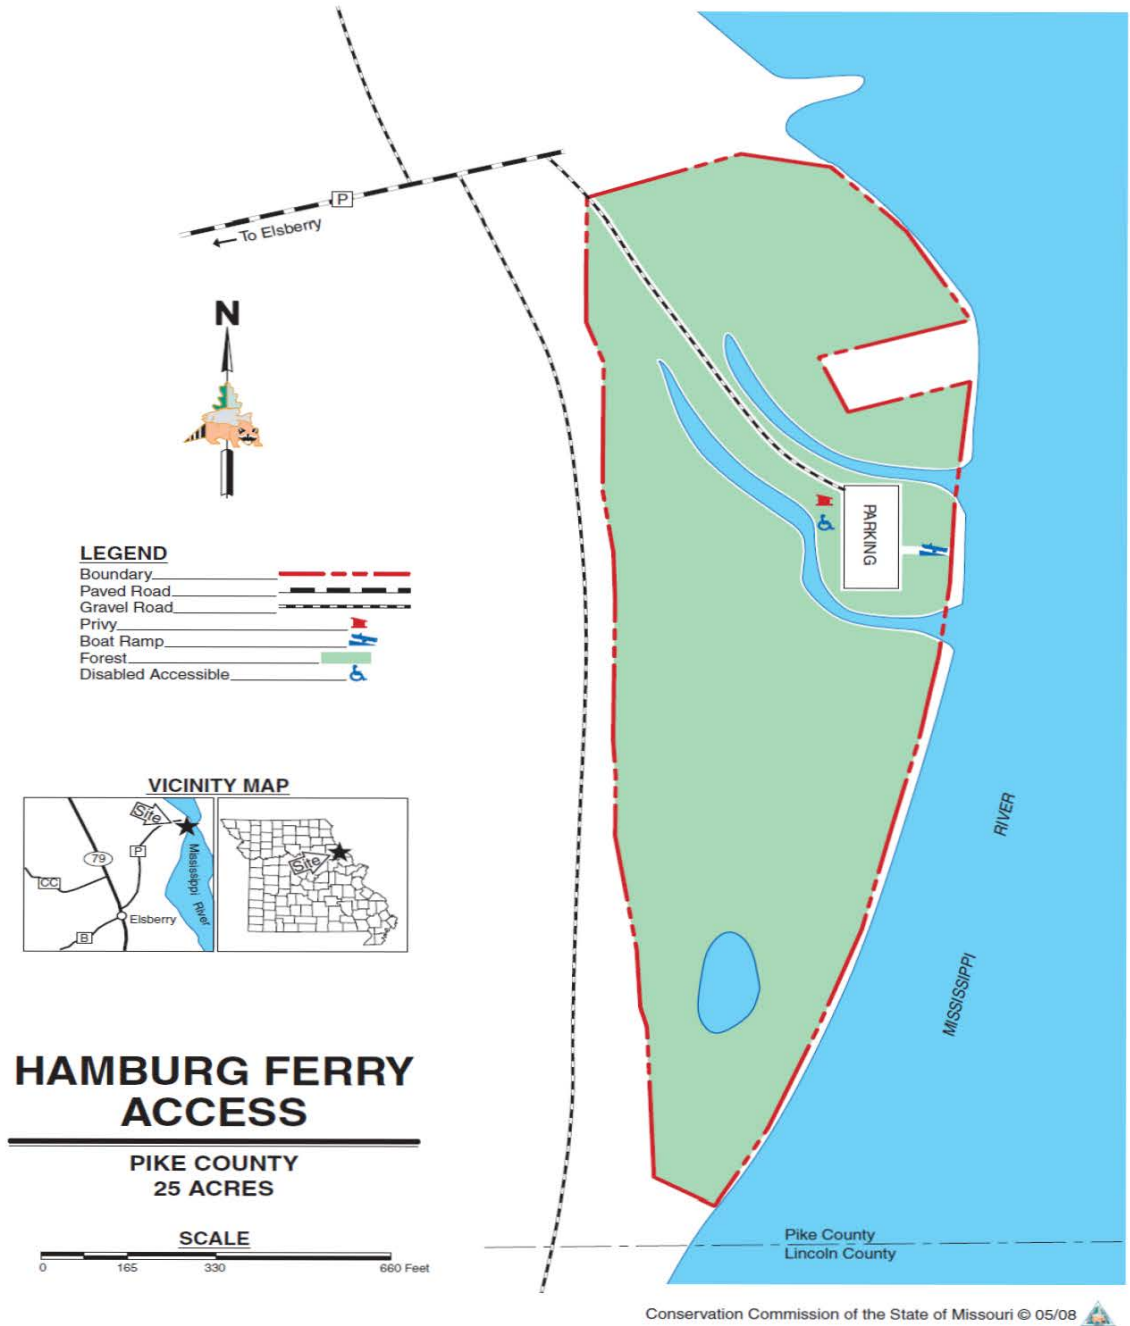 P
To Elsberry
N
PARKING
LEGEND
Boundary
Paved Road
Gravel Road
Privy
Boat Ramp
Forest
Disabled Accessible
VICINITY MAP
Site
79
P
CC
Mississippi River
Elsberry
B
Site
RIVER
MISSISSIPPI
HAMBURG FERRY
ACCESS
PIKE COUNTY
25 ACRES
SCALE
0 165 330 660 Feet
Pike County
Lincoln County
Conservation Commission of the State of Missouri © 05/08